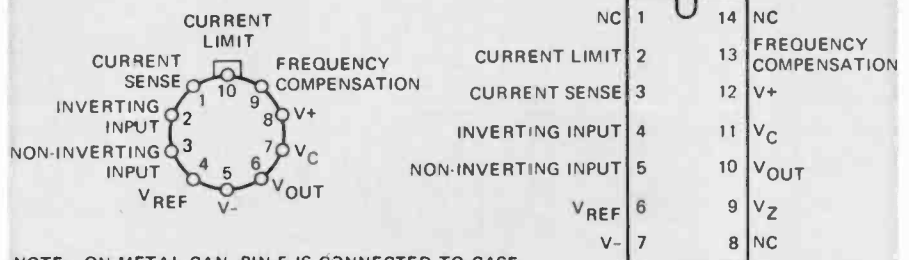 CURRENT
LIMIT
CURRENT
SENSE
FREQUENCY
COMPENSATION
INVERTING
INPUT
NON-INVERTING
INPUT
VREF
V-
VOUT
VC
V+
1
2
3
4
5
6
7
8
9
10
NC 1 14 NC
CURRENT LIMIT 2 13 FREQUENCY
COMPENSATION
CURRENT SENSE 3 12 V+
INVERTING INPUT 4 11 VC
NON-INVERTING INPUT 5 10 VOUT
VREF 6 9 VZ
V- 7 8 NC
NOTE ON METAL CAN, PIN 5 IS CONNECTED TO CASE